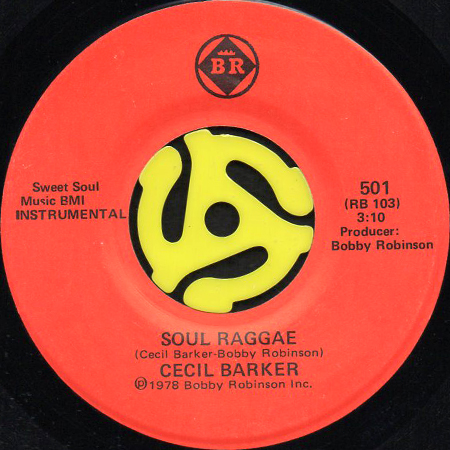 BR
Sweet Soul
Music BMI
INSTRUMENTAL
501
(RB 103)
3:10
Producer:
Bobby Robinson
SOUL RAGGAE
(Cecil Barker-Bobby Robinson)
CECIL BARKER
℗1978 Bobby Robinson Inc.